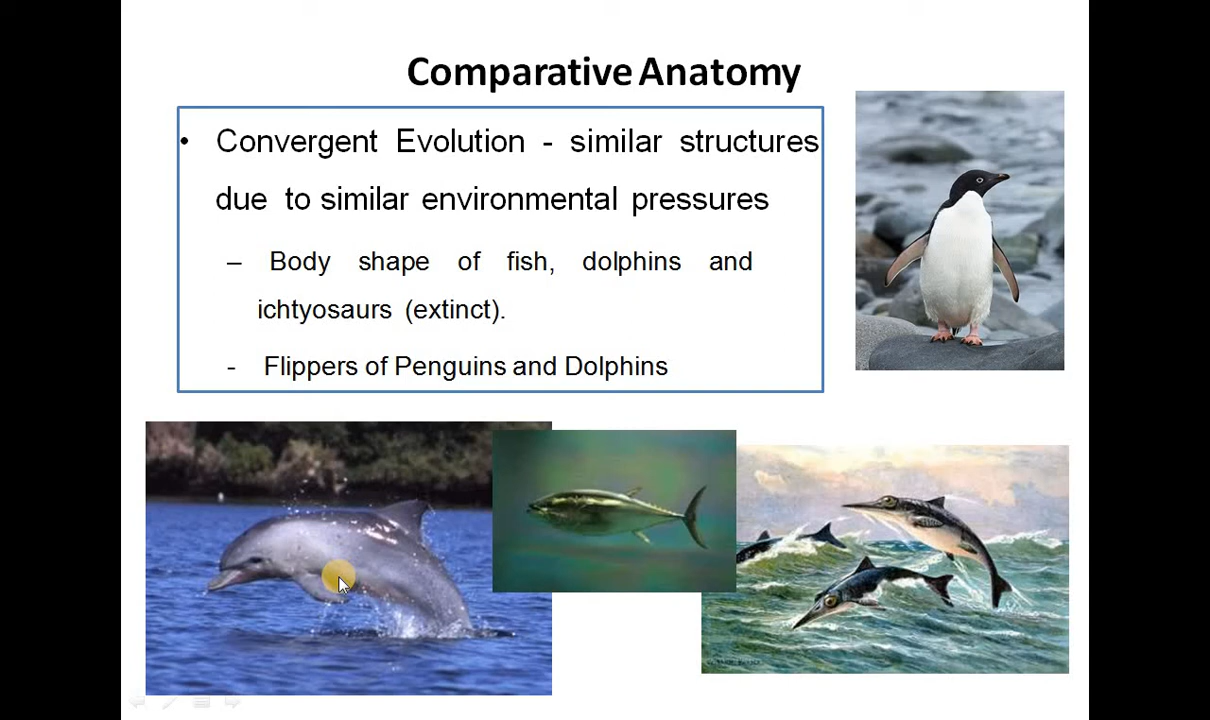 Comparative Anatomy
• Convergent Evolution - similar structures
due to similar environmental pressures
– Body shape of fish, dolphins and
ichtyosaurs (extinct).
- Flippers of Penguins and Dolphins